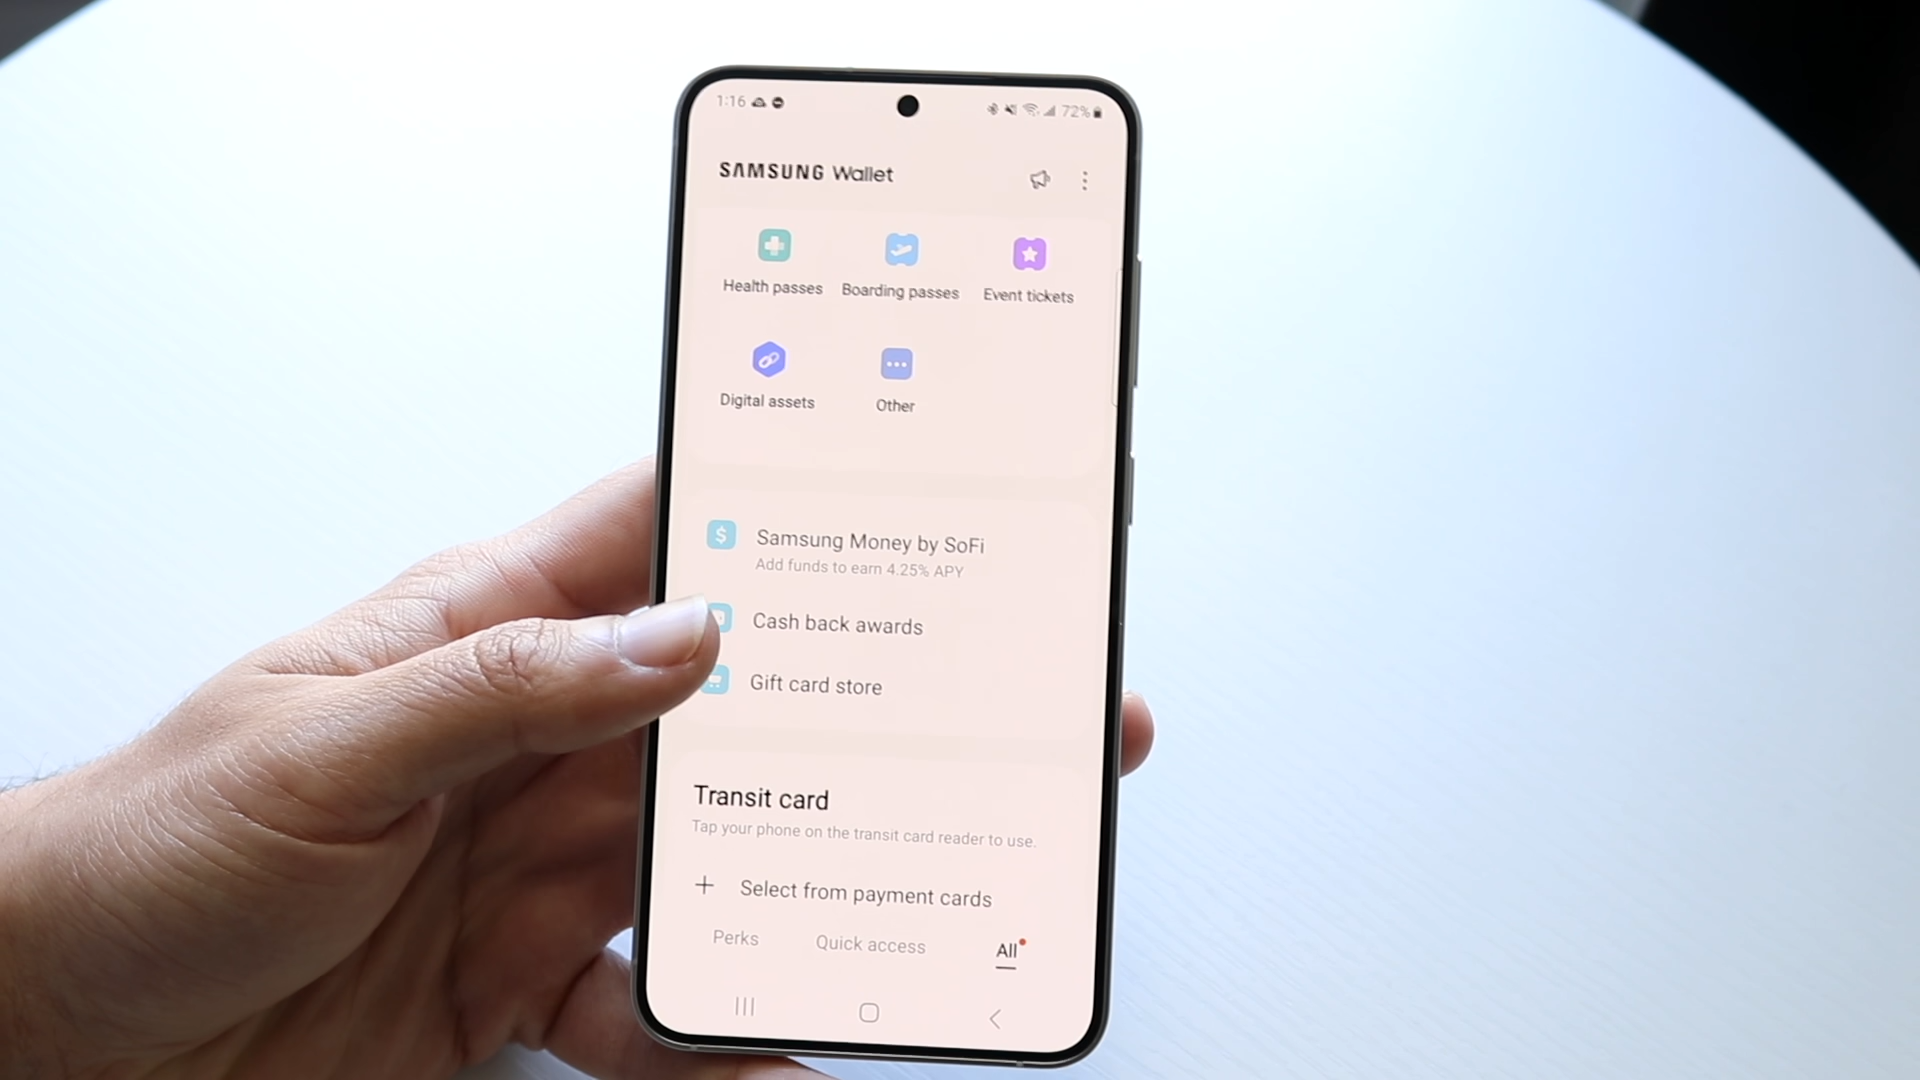 1:16
72%
SAMSUNG Wallet
Health passes
Boarding passes
Event tickets
Digital assets
Other
Samsung Money by SoFi
Add funds to earn 4.25% APY
Cash back awards
Gift card store
Transit card
Tap your phone on the transit card reader to use.
+ Select from payment cards
Perks
Quick access
All